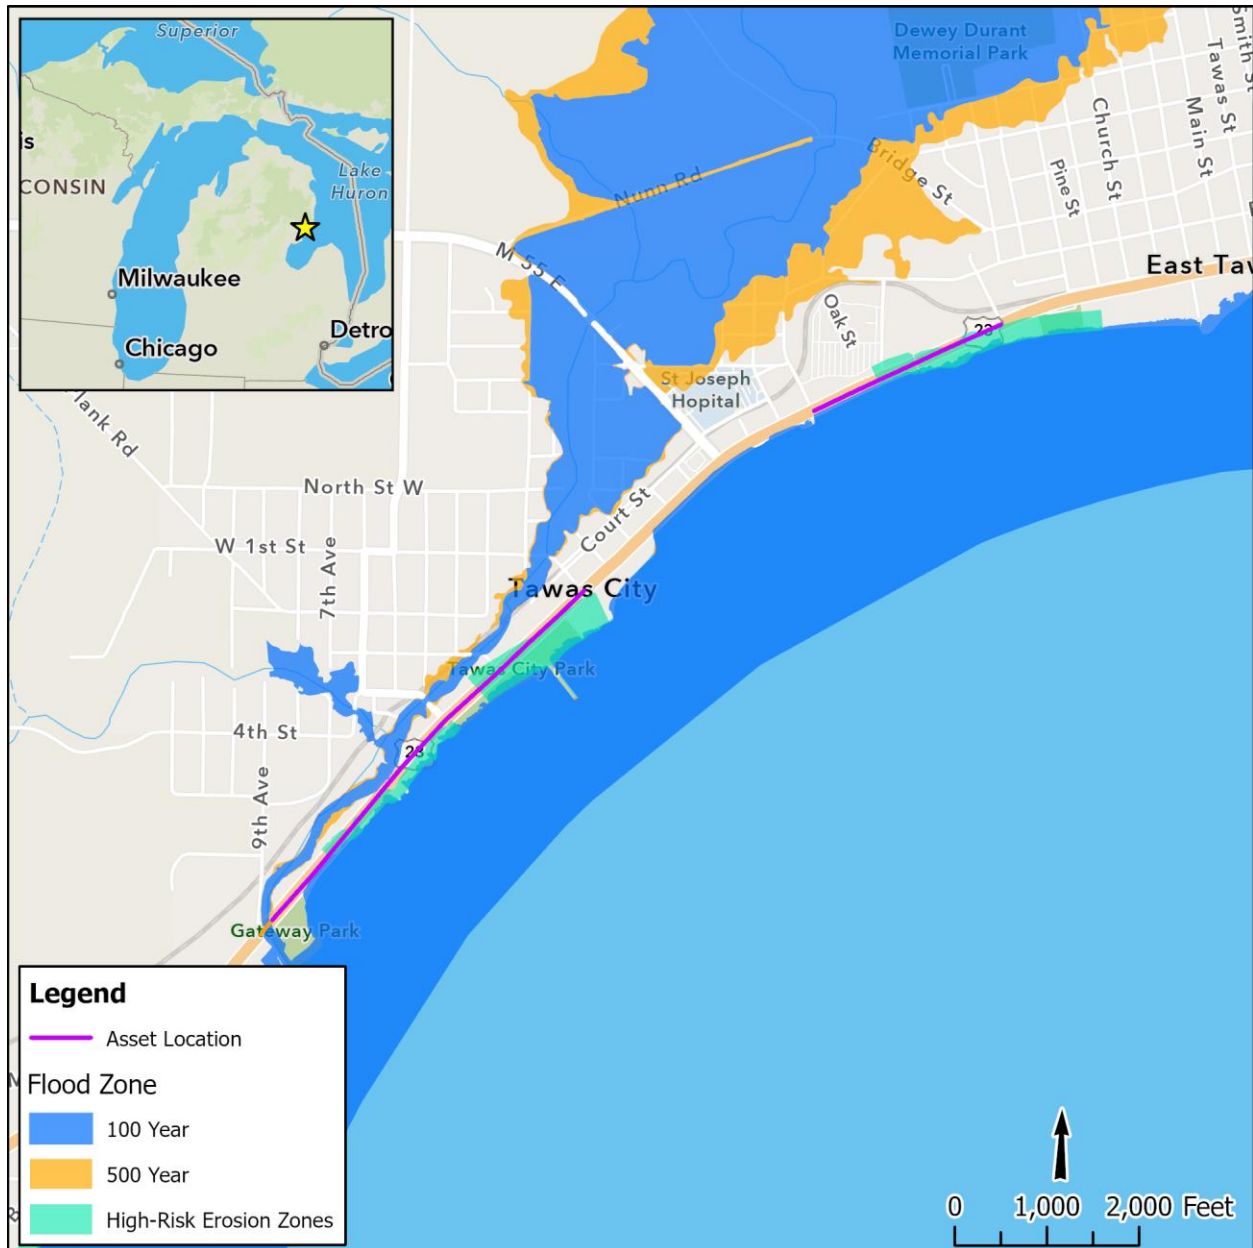 Superior
is
CONSIN
Lake
Huron
Milwaukee
Chicago
Detro
Dewey Durant
Memorial Park
Smith St
Tawas St
Main St
Church St
Pine St
Bridge St
Nunn Rd
M 55 E
East Taw
Oak St
23
St Joseph
Hopital
lank Rd
North St W
Court St
W 1st St
7th Ave
Tawas City
Tawas City Park
4th St
23
9th Ave
Gateway Park
Legend
Asset Location
Flood Zone
100 Year
500 Year
High-Risk Erosion Zones
0 1,000 2,000 Feet